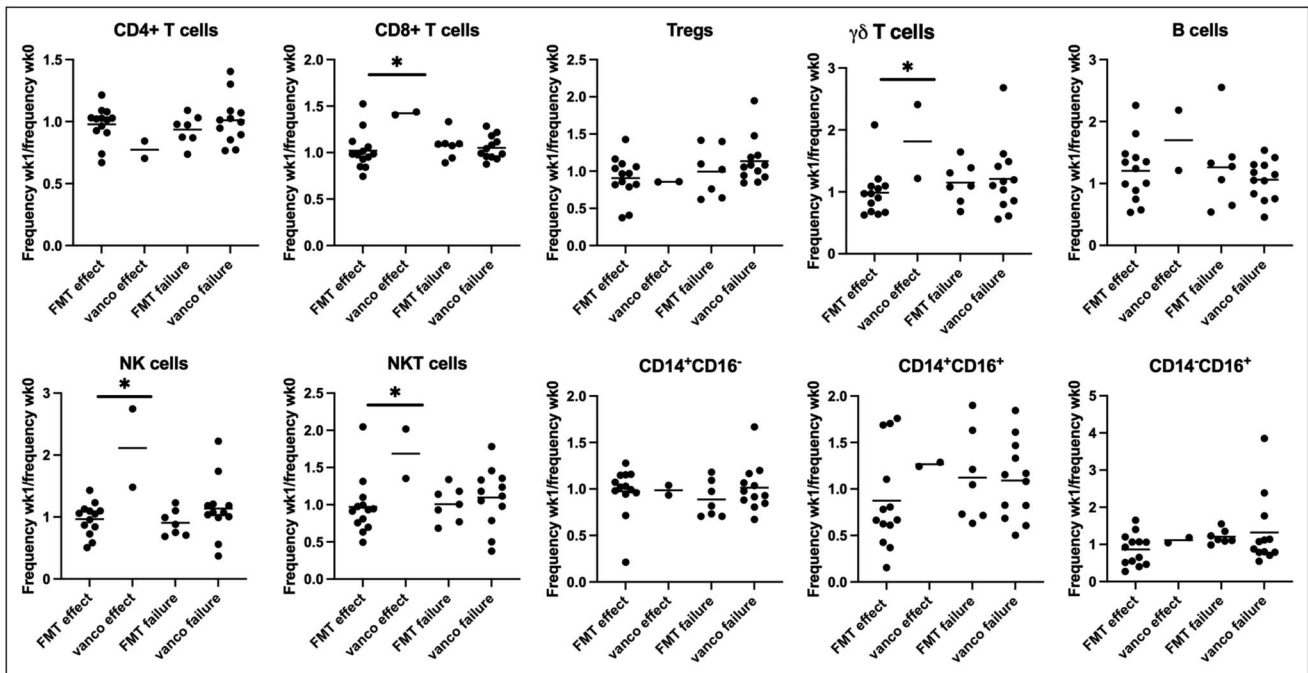 CD4+ T cells
Frequency wk1/frequency wk0
1.5
1.0
0.5
0.0
FMT effect
vanco effect
FMT failure
vanco failure
CD8+ T cells
Frequency wk1/frequency wk0
2.0
1.5
1.0
0.5
0.0
*
FMT effect
vanco effect
FMT failure
vanco failure
Tregs
Frequency wk1/frequency wk0
2.5
2.0
1.5
1.0
0.5
0.0
FMT effect
vanco effect
FMT failure
vanco failure
γδ T cells
Frequency wk1/frequency wk0
3
2
1
0
*
FMT effect
vanco effect
FMT failure
vanco failure
B cells
Frequency wk1/frequency wk0
3
2
1
0
FMT effect
vanco effect
FMT failure
vanco failure
NK cells
Frequency wk1/frequency wk0
3
2
1
0
*
FMT effect
vanco effect
FMT failure
vanco failure
NKT cells
Frequency wk1/frequency wk0
2.5
2.0
1.5
1.0
0.5
0.0
*
FMT effect
vanco effect
FMT failure
vanco failure
CD14⁺CD16⁻
Frequency wk1/frequency wk0
2.0
1.5
1.0
0.5
0.0
FMT effect
vanco effect
FMT failure
vanco failure
CD14⁺CD16⁺
Frequency wk1/frequency wk0
2.0
1.5
1.0
0.5
0.0
FMT effect
vanco effect
FMT failure
vanco failure
CD14⁻CD16⁺
Frequency wk1/frequency wk0
5
4
3
2
1
0
FMT effect
vanco effect
FMT failure
vanco failure